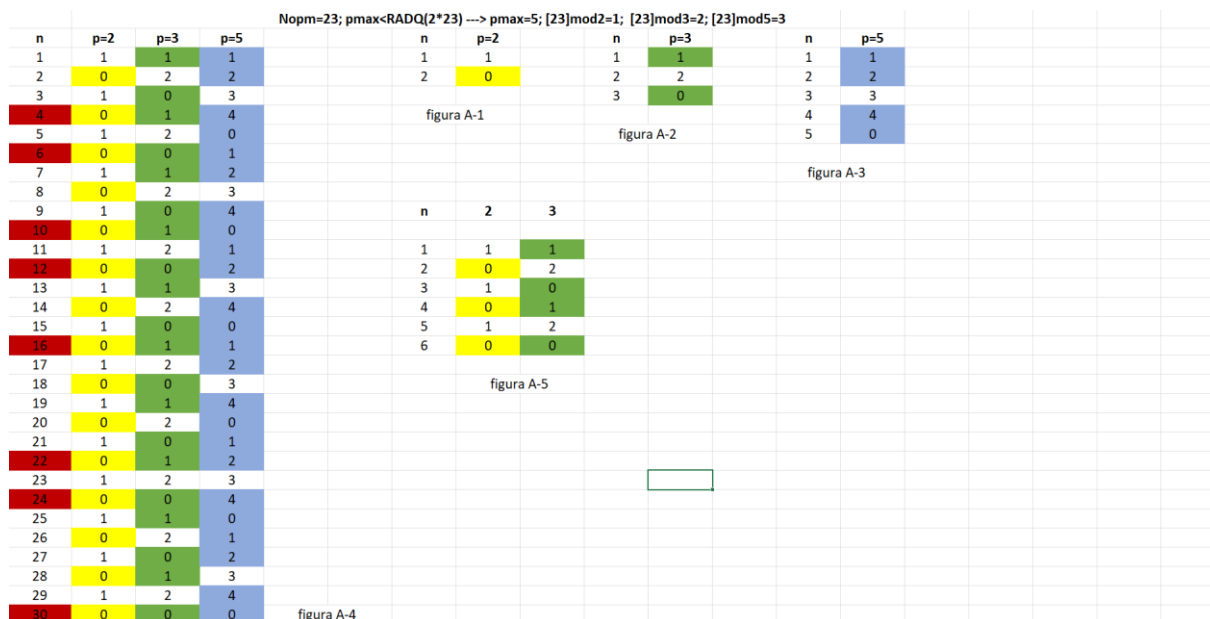 Nopm=23; pmax<RADQ(2*23) ---> pmax=5; [23]mod2=1; [23]mod3=2; [23]mod5=3
n p=2 p=3 p=5 n p=2 n p=3 n p=5
1 1 1 1 1 1 1 1 1 1
2 0 2 2 2 0 2 2 2 2
3 1 0 3 3 0 3 3
4 0 1 4 figura A-1 4 4
5 1 2 0 figura A-2 5 0
6 0 0 1
7 1 1 2 figura A-3
8 0 2 3
9 1 0 4 n 2 3
10 0 1 0
11 1 2 1 1 1 1
12 0 0 2 2 0 2
13 1 1 3 3 1 0
14 0 2 4 4 0 1
15 1 0 0 5 1 2
16 0 1 1 6 0 0
17 1 2 2
18 0 0 3 figura A-5
19 1 1 4
20 0 2 0
21 1 0 1
22 0 1 2
23 1 2 3
24 0 0 4
25 1 1 0
26 0 2 1
27 1 0 2
28 0 1 3
29 1 2 4
30 0 0 0 figura A-4